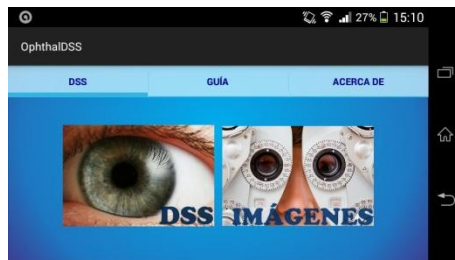 27% 15:10
OphthalDSS
DSS GUÍA ACERCA DE
DSS IMÁGENES